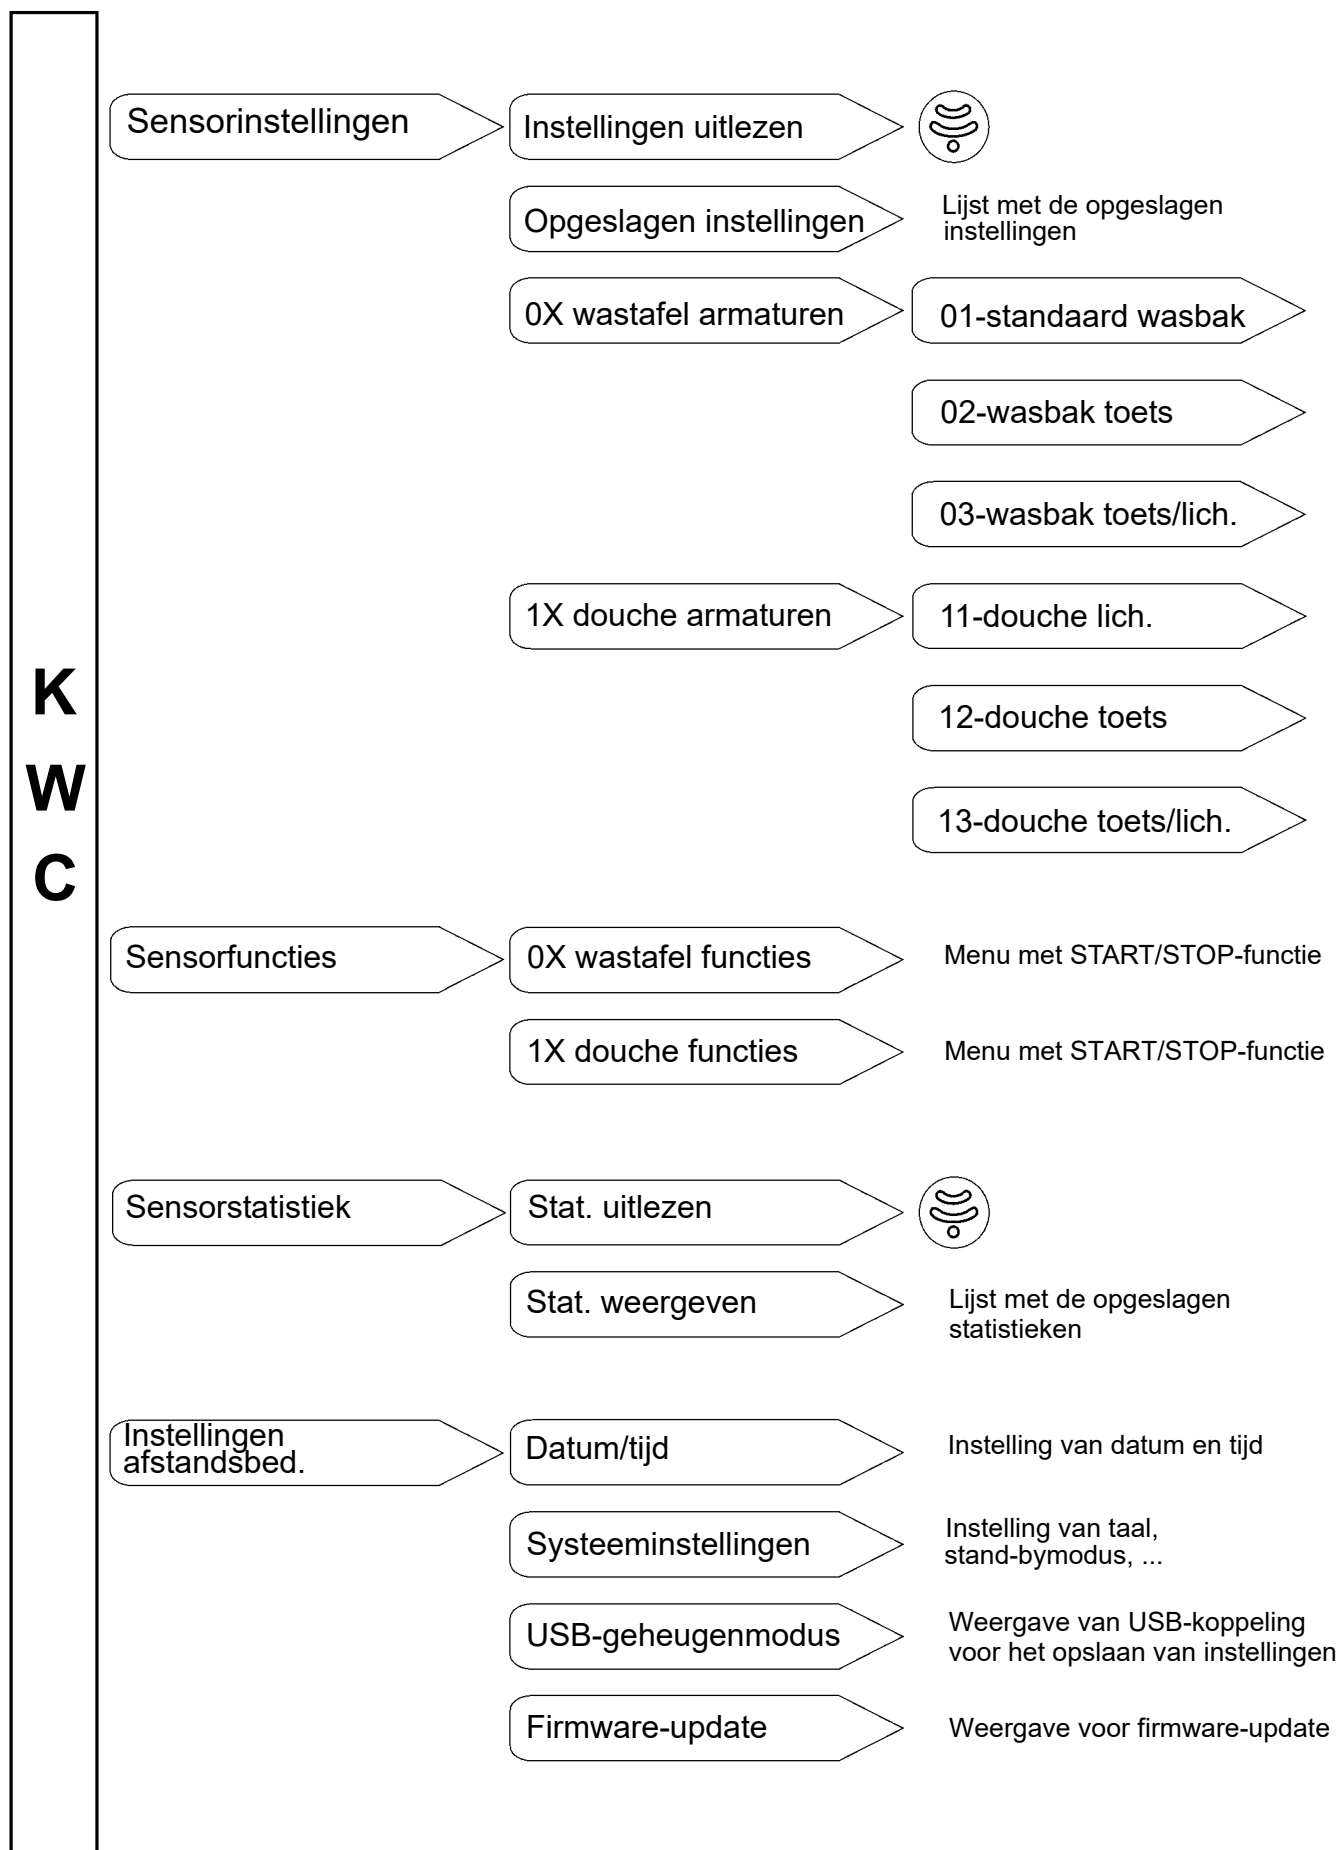 K
W
C
Sensorinstellingen
Instellingen uitlezen
Opgeslagen instellingen
Lijst met de opgeslagen
instellingen
0X wastafel armaturen
01-standaard wasbak
02-wasbak toets
03-wasbak toets/lich.
1X douche armaturen
11-douche lich.
12-douche toets
13-douche toets/lich.
Sensorfuncties
0X wastafel functies
Menu met START/STOP-functie
1X douche functies
Menu met START/STOP-functie
Sensorstatistiek
Stat. uitlezen
Stat. weergeven
Lijst met de opgeslagen
statistieken
Instellingen
afstandsbed.
Datum/tijd
Instelling van datum en tijd
Systeeminstellingen
Instelling van taal,
stand-bymodus, ...
USB-geheugenmodus
Weergave van USB-koppeling
voor het opslaan van instellingen
Firmware-update
Weergave voor firmware-update